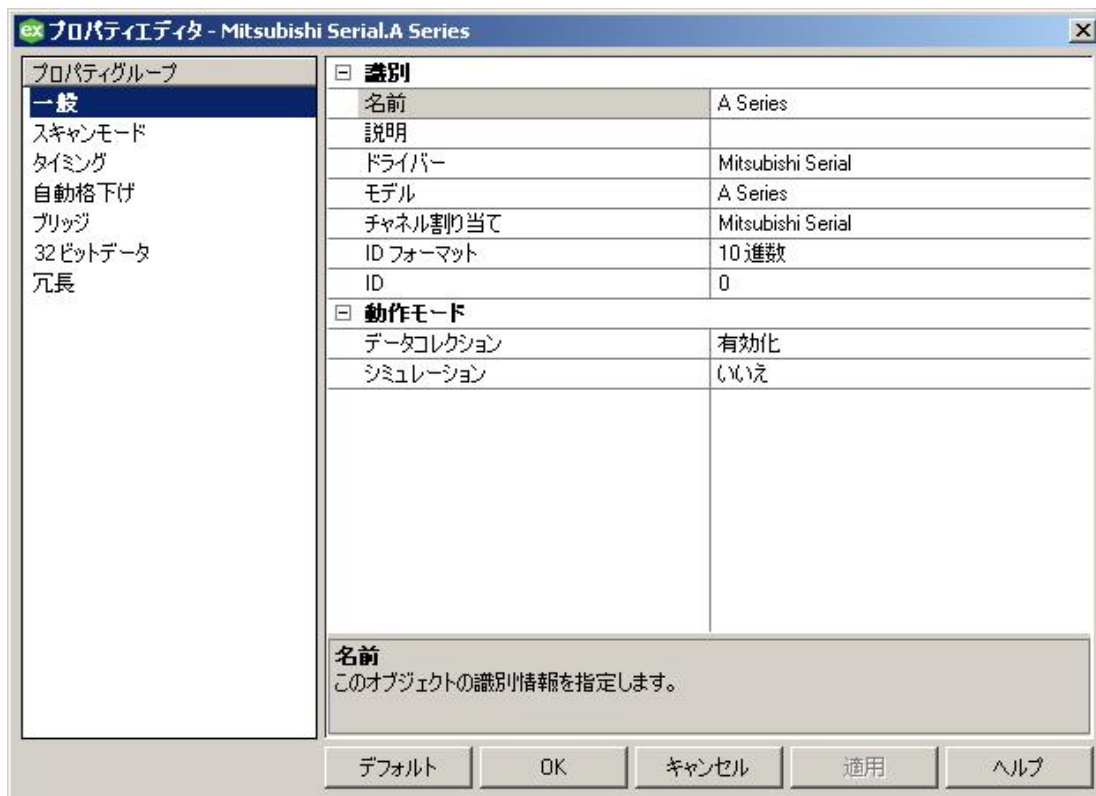 ex プロパティエディタ - Mitsubishi Serial.A Series
プロパティグループ
一般
スキャンモード
タイミング
自動格下げ
ブリッジ
32 ビットデータ
冗長
識別
名前 A Series
説明
ドライバー Mitsubishi Serial
モデル A Series
チャネル割り当て Mitsubishi Serial
ID フォーマット 10 進数
ID 0
動作モード
データコレクション 有効化
シミュレーション いいえ
名前
このオブジェクトの識別情報を指定します。
デフォルト OK キャンセル 適用 ヘルプ